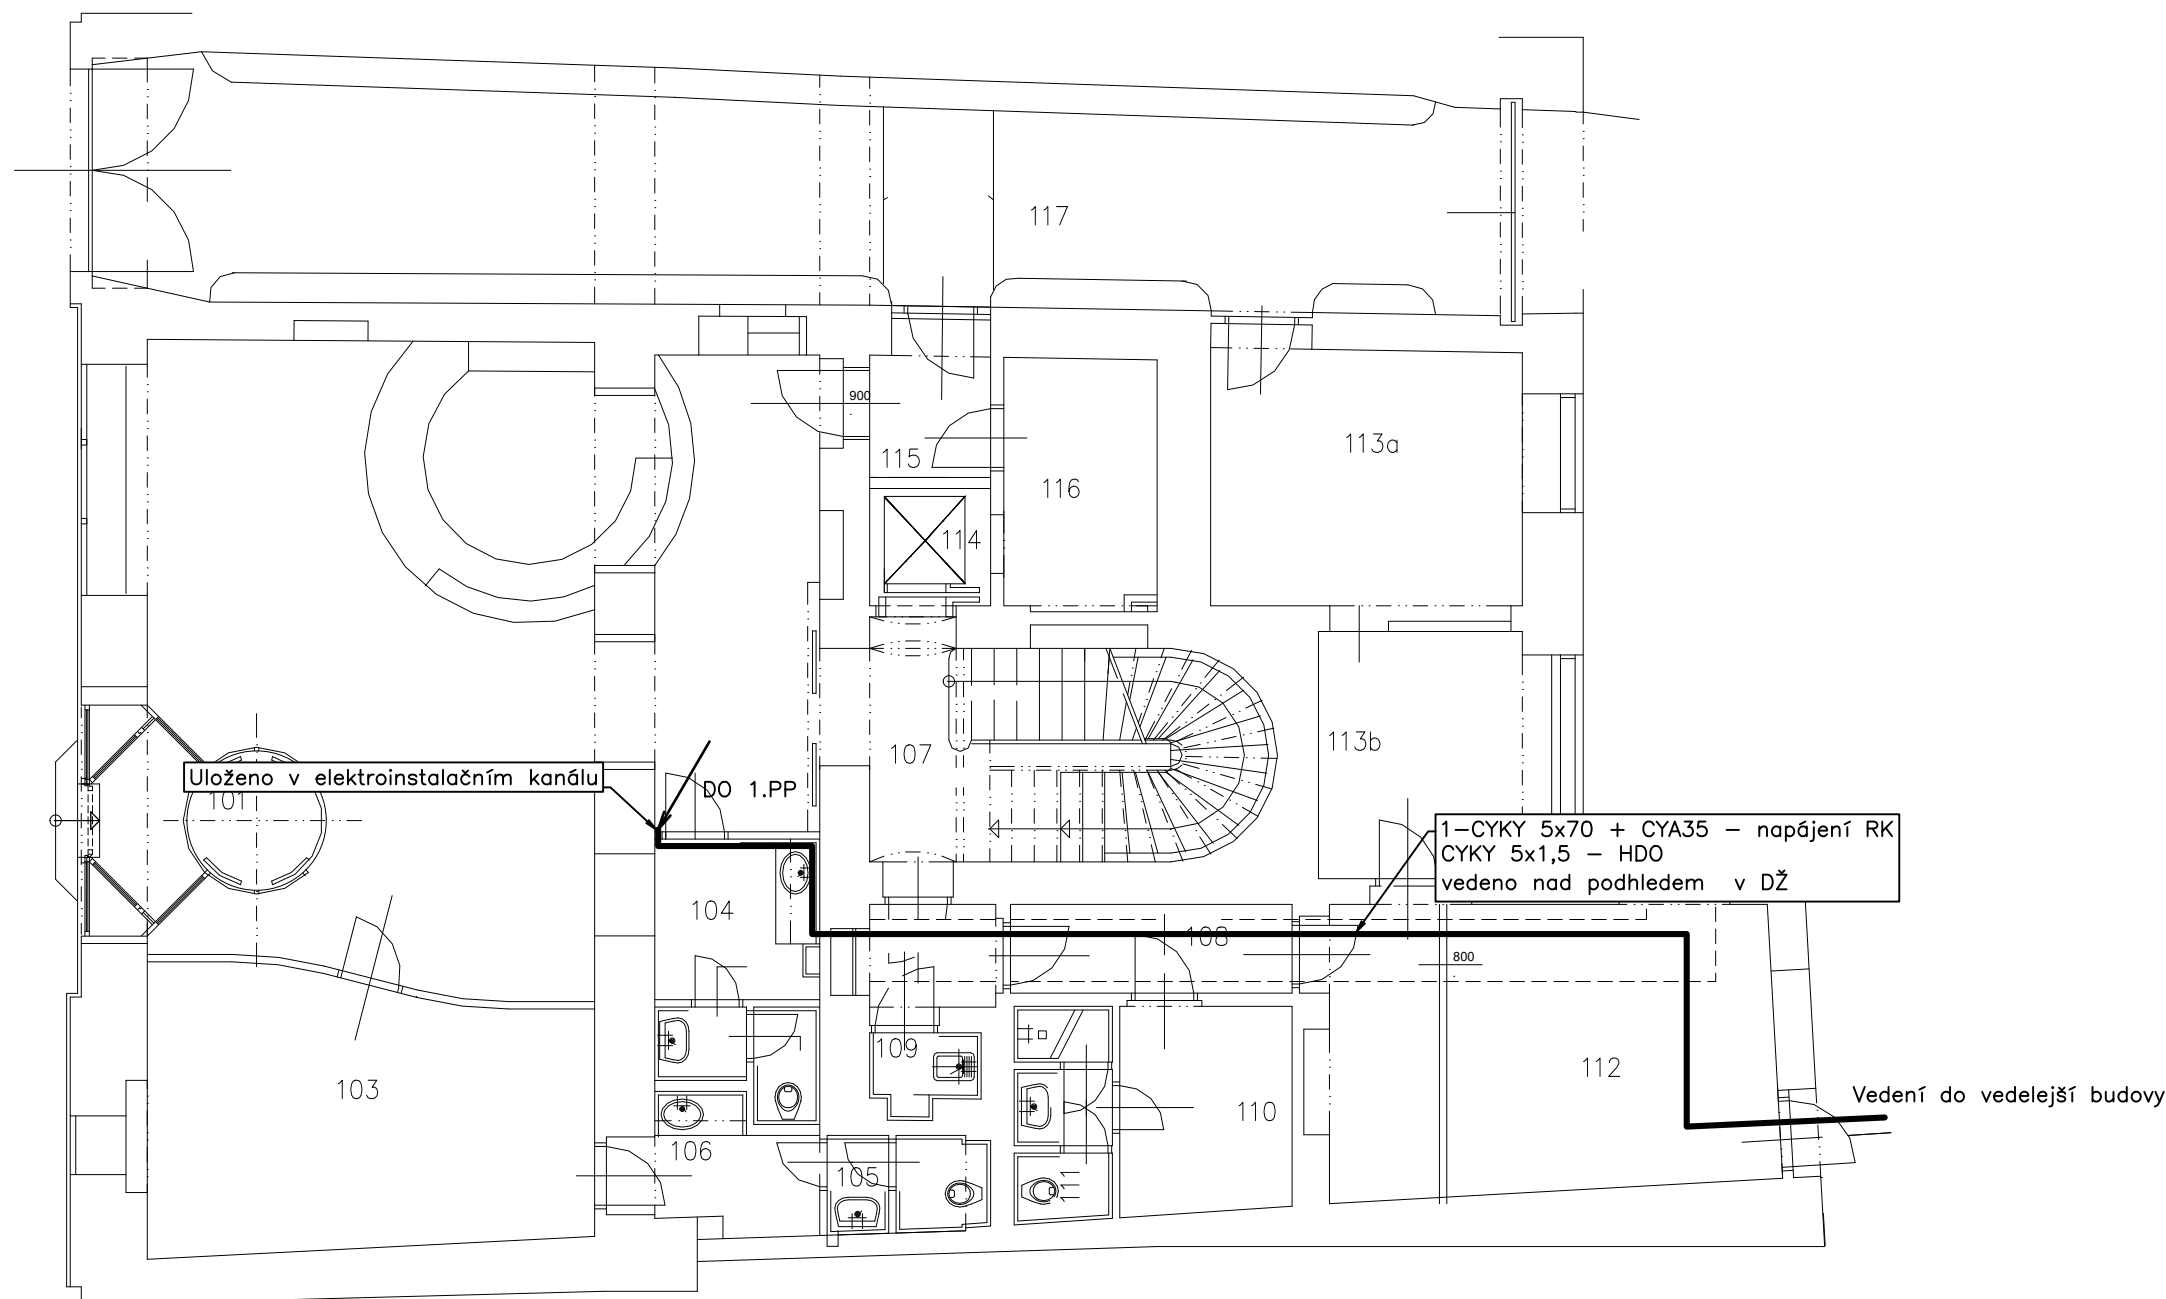 117
900
115
113a
116
114
107
113b
Uloženo v elektroinstalačním kanálu
DO 1.PP
101
1-CYKY 5x70 + CYA35 - napájení RK
CYKY 5x1,5 - HDO
vedeno nad podhledem v DŽ
104
108
800
109
112
103
Vedení do vedelejší budovy
110
106
105
111